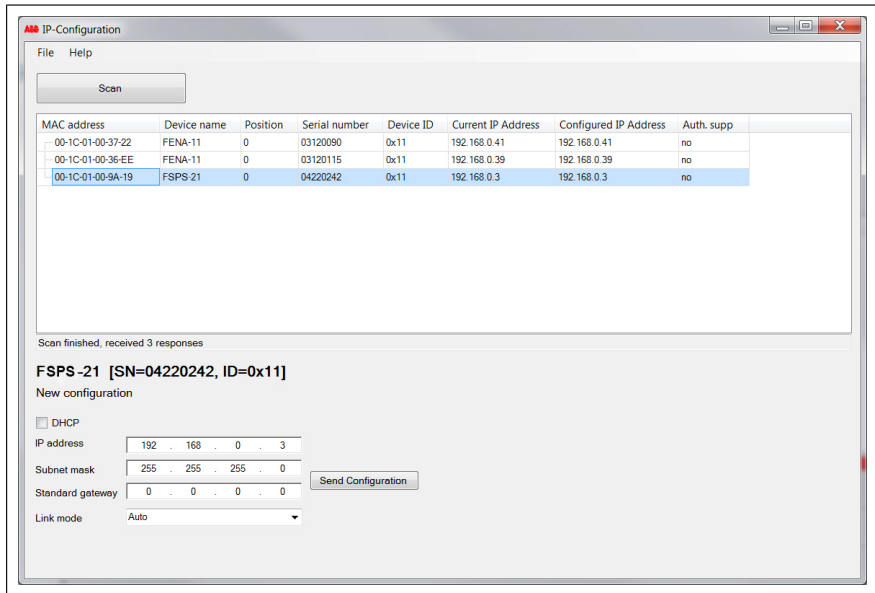 ABB IP-Configuration
File Help
Scan
MAC address Device name Position Serial number Device ID Current IP Address Configured IP Address Auth. supp
00-1C-01-00-37-22 FENA-11 0 03120090 0x11 192.168.0.41 192.168.0.41 no
00-1C-01-00-36-EE FENA-11 0 03120115 0x11 192.168.0.39 192.168.0.39 no
00-1C-01-00-9A-19 FSPS-21 0 04220242 0x11 192.168.0.3 192.168.0.3 no
Scan finished, received 3 responses
FSPS-21 [SN=04220242, ID=0x11]
New configuration
DHCP
IP address 192 . 168 . 0 . 3
Subnet mask 255 . 255 . 255 . 0
Send Configuration
Standard gateway 0 . 0 . 0 . 0
Link mode Auto